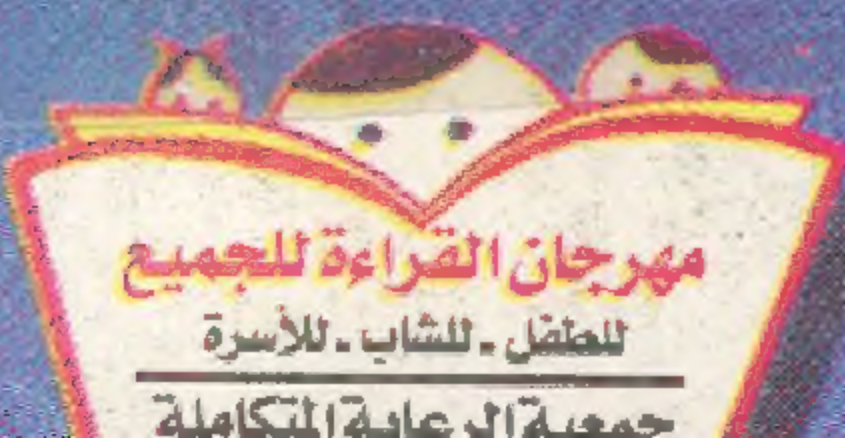 مهرجان القراءة للجميع
للطفل - للشاب - للأسرة
جمعية الرعاية المتكاملة